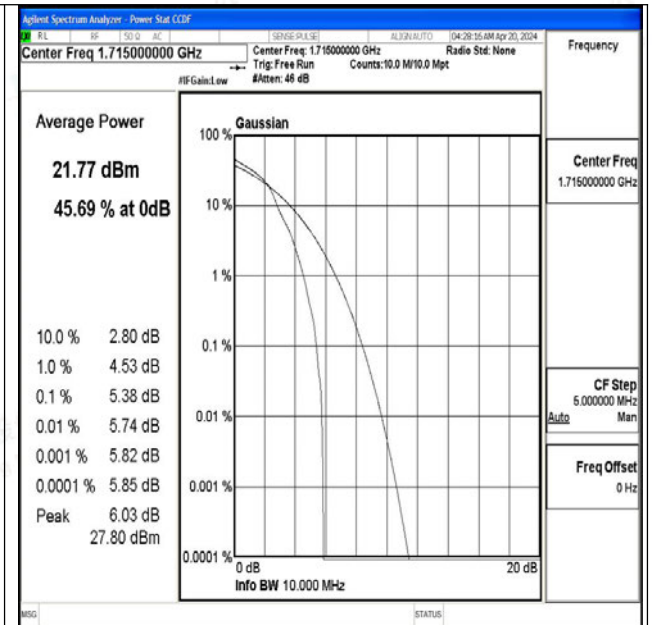 Agilent Spectrum Analyzer - Power Stat CCDF
RL RF 50 Ω AC SENSE:PULSE ALIGN AUTO 04:28:16 AM Apr 20, 2024
Center Freq 1.715000000 GHz
Center Freq: 1.715000000 GHz Radio Std: None
Trig: Free Run Counts:10.0 M/10.0 Mpt
#IFGain:Low #Atten: 46 dB
Frequency
Average Power
21.77 dBm
45.69 % at 0dB
10.0 % 2.80 dB
1.0 % 4.53 dB
0.1 % 5.38 dB
0.01 % 5.74 dB
0.001 % 5.82 dB
0.0001 % 5.85 dB
Peak 6.03 dB
27.80 dBm
Gaussian
100 %
10 %
1 %
0.1 %
0.01 %
0.001 %
0.0001 %
0 dB 20 dB
Info BW 10.000 MHz
Center Freq
1.715000000 GHz
CF Step
5.000000 MHz
Auto Man
Freq Offset
0 Hz
MSG STATUS